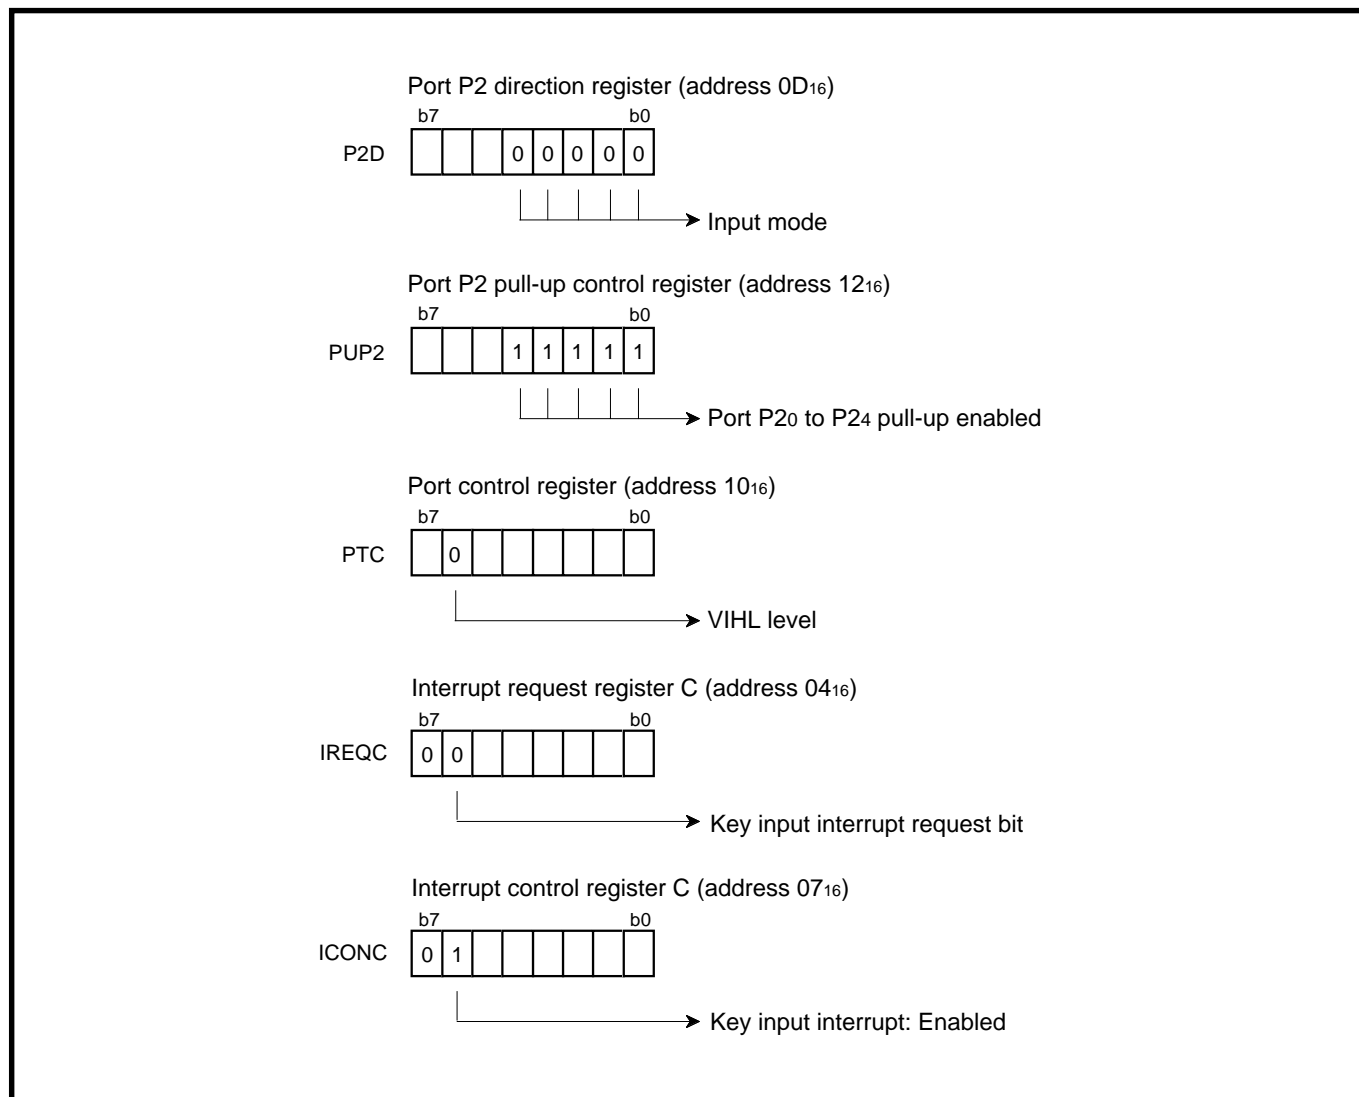 Port P2 direction register (address 0D16)
b7 b0
P2D 0 0 0 0 0
Input mode
Port P2 pull-up control register (address 1216)
b7 b0
PUP2 1 1 1 1 1
Port P20 to P24 pull-up enabled
Port control register (address 1016)
b7 b0
PTC 0
VIHL level
Interrupt request register C (address 0416)
b7 b0
IREQC 0 0
Key input interrupt request bit
Interrupt control register C (address 0716)
b7 b0
ICONC 0 1
Key input interrupt: Enabled